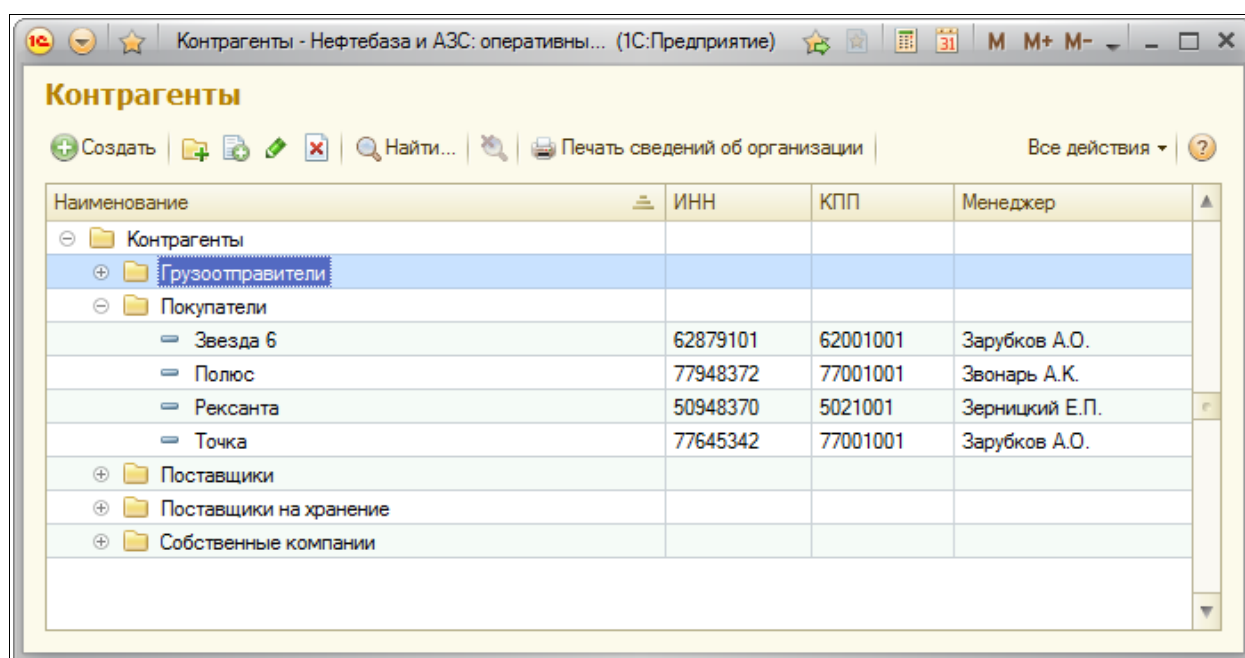 1С Контрагенты - Нефтебаза и АЗС: оперативны... (1С:Предприятие) 31 M M+ M-
Контрагенты
Создать Найти... Печать сведений об организации Все действия ?
Наименование ИНН КПП Менеджер
Контрагенты
Грузоотправители
Покупатели
Звезда 6 62879101 62001001 Зарубков А.О.
Полюс 77948372 77001001 Звонарь А.К.
Рексанта 50948370 5021001 Зерницкий Е.П.
Точка 77645342 77001001 Зарубков А.О.
Поставщики
Поставщики на хранение
Собственные компании